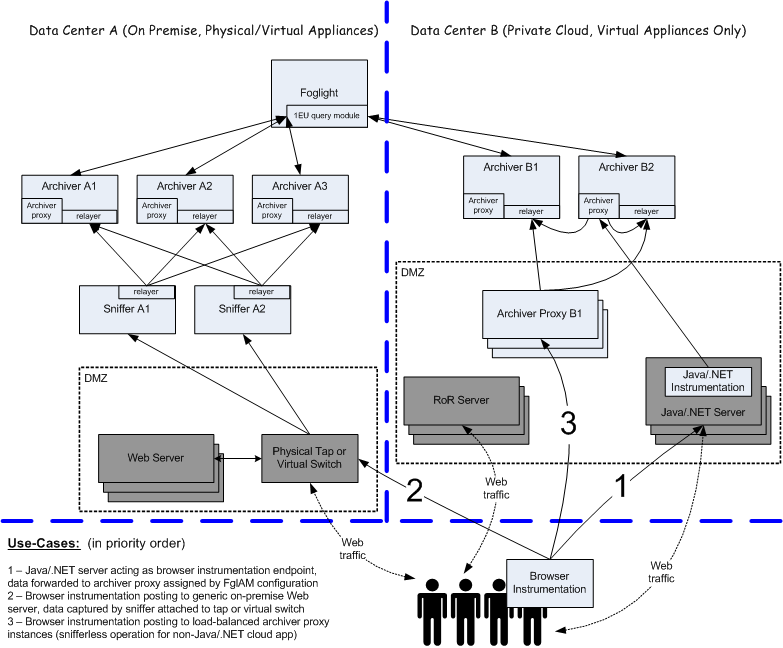 Data Center A (On Premise, Physical/Virtual Appliances)
Data Center B (Private Cloud, Virtual Appliances Only)
Foglight
1EU query module
Archiver A1
Archiver
proxy
relayer
Archiver A2
Archiver
proxy
relayer
Archiver A3
Archiver
proxy
relayer
Archiver B1
Archiver
proxy
relayer
Archiver B2
Archiver
proxy
relayer
relayer
Sniffer A1
relayer
Sniffer A2
DMZ
Archiver Proxy B1
Java/.NET
Instrumentation
Java/.NET Server
RoR Server
DMZ
Web Server
Physical Tap or
Virtual Switch
3
2
1
Web
traffic
Web
traffic
Web
traffic
Browser
Instrumentation
Use-Cases: (in priority order)
1 – Java/.NET server acting as browser instrumentation endpoint,
data forwarded to archiver proxy assigned by FglAM configuration
2 – Browser instrumentation posting to generic on-premise Web
server, data captured by sniffer attached to tap or virtual switch
3 – Browser instrumentation posting to load-balanced archiver proxy
instances (snifferless operation for non-Java/.NET cloud app)